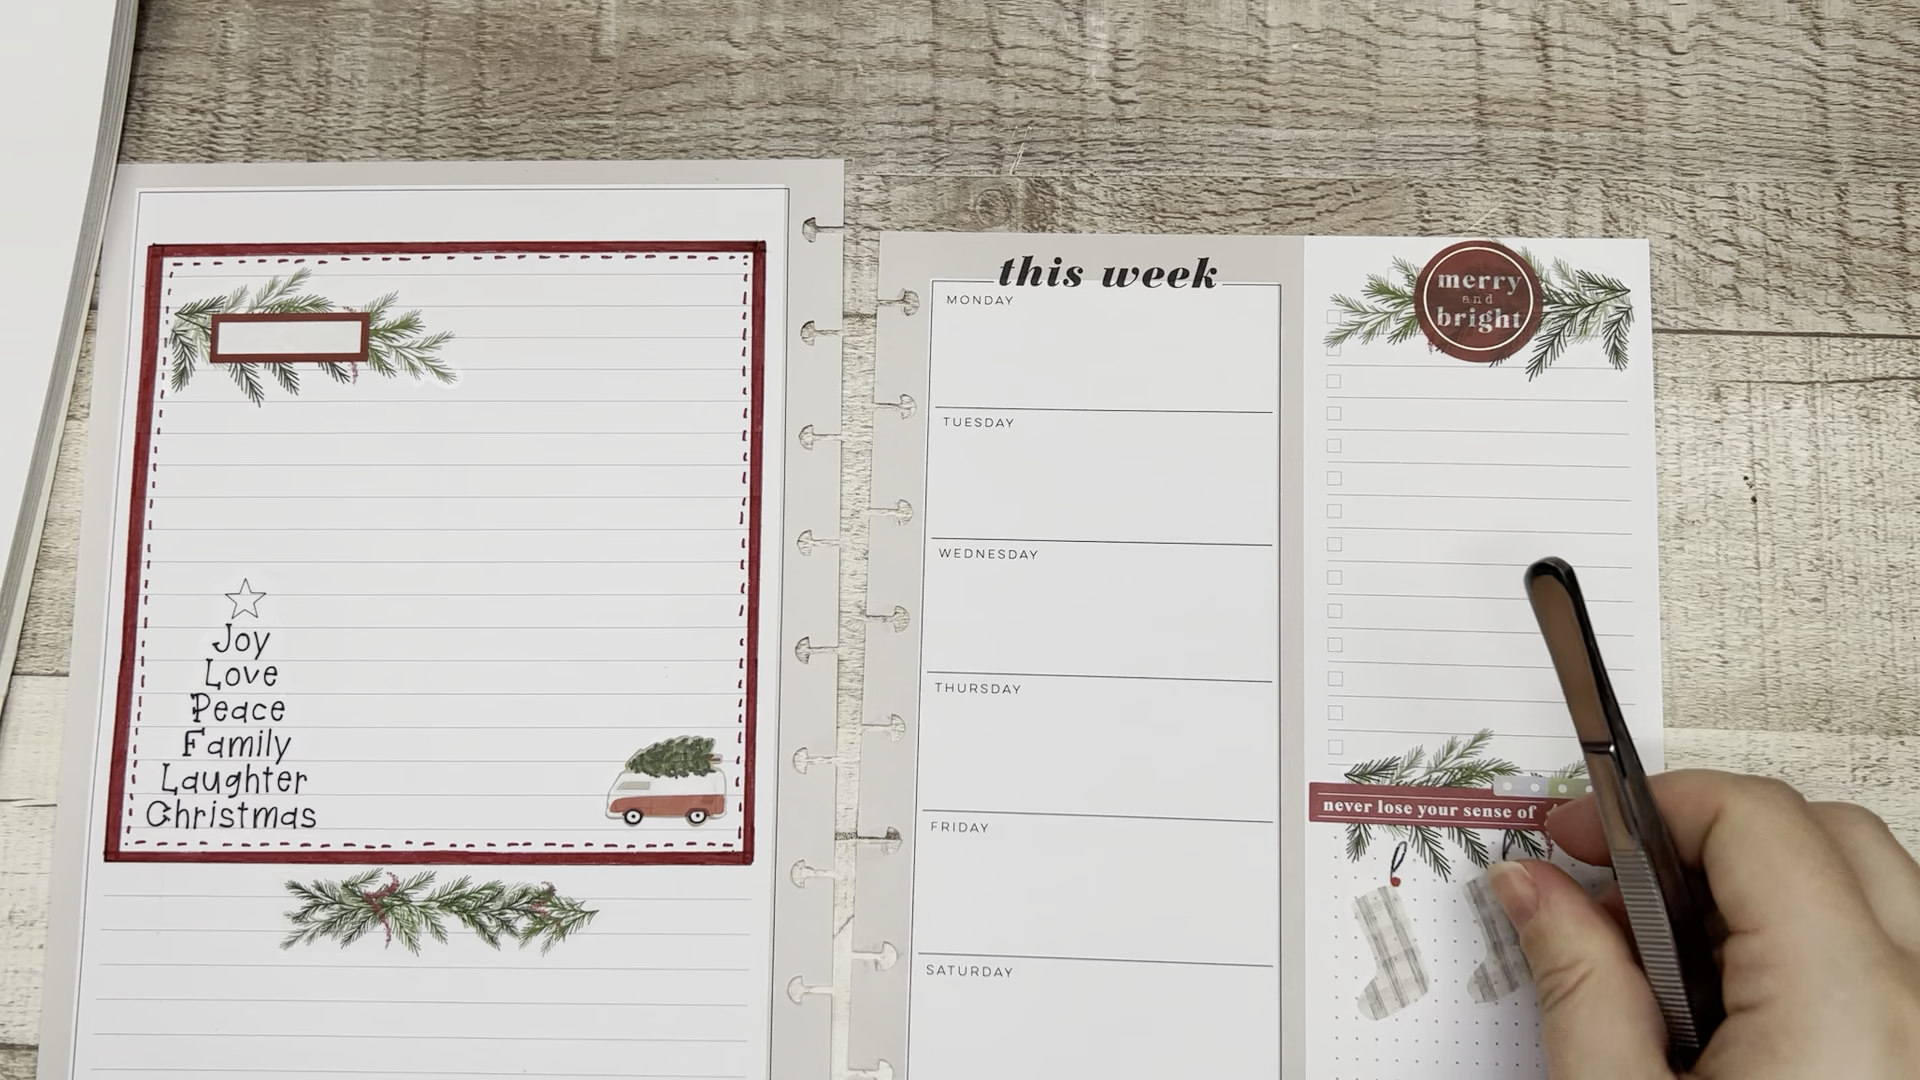 Joy
Love
Peace
Family
Laughter
Christmas
this week
MONDAY
TUESDAY
WEDNESDAY
THURSDAY
FRIDAY
SATURDAY
merry
and
bright
never lose your sense of